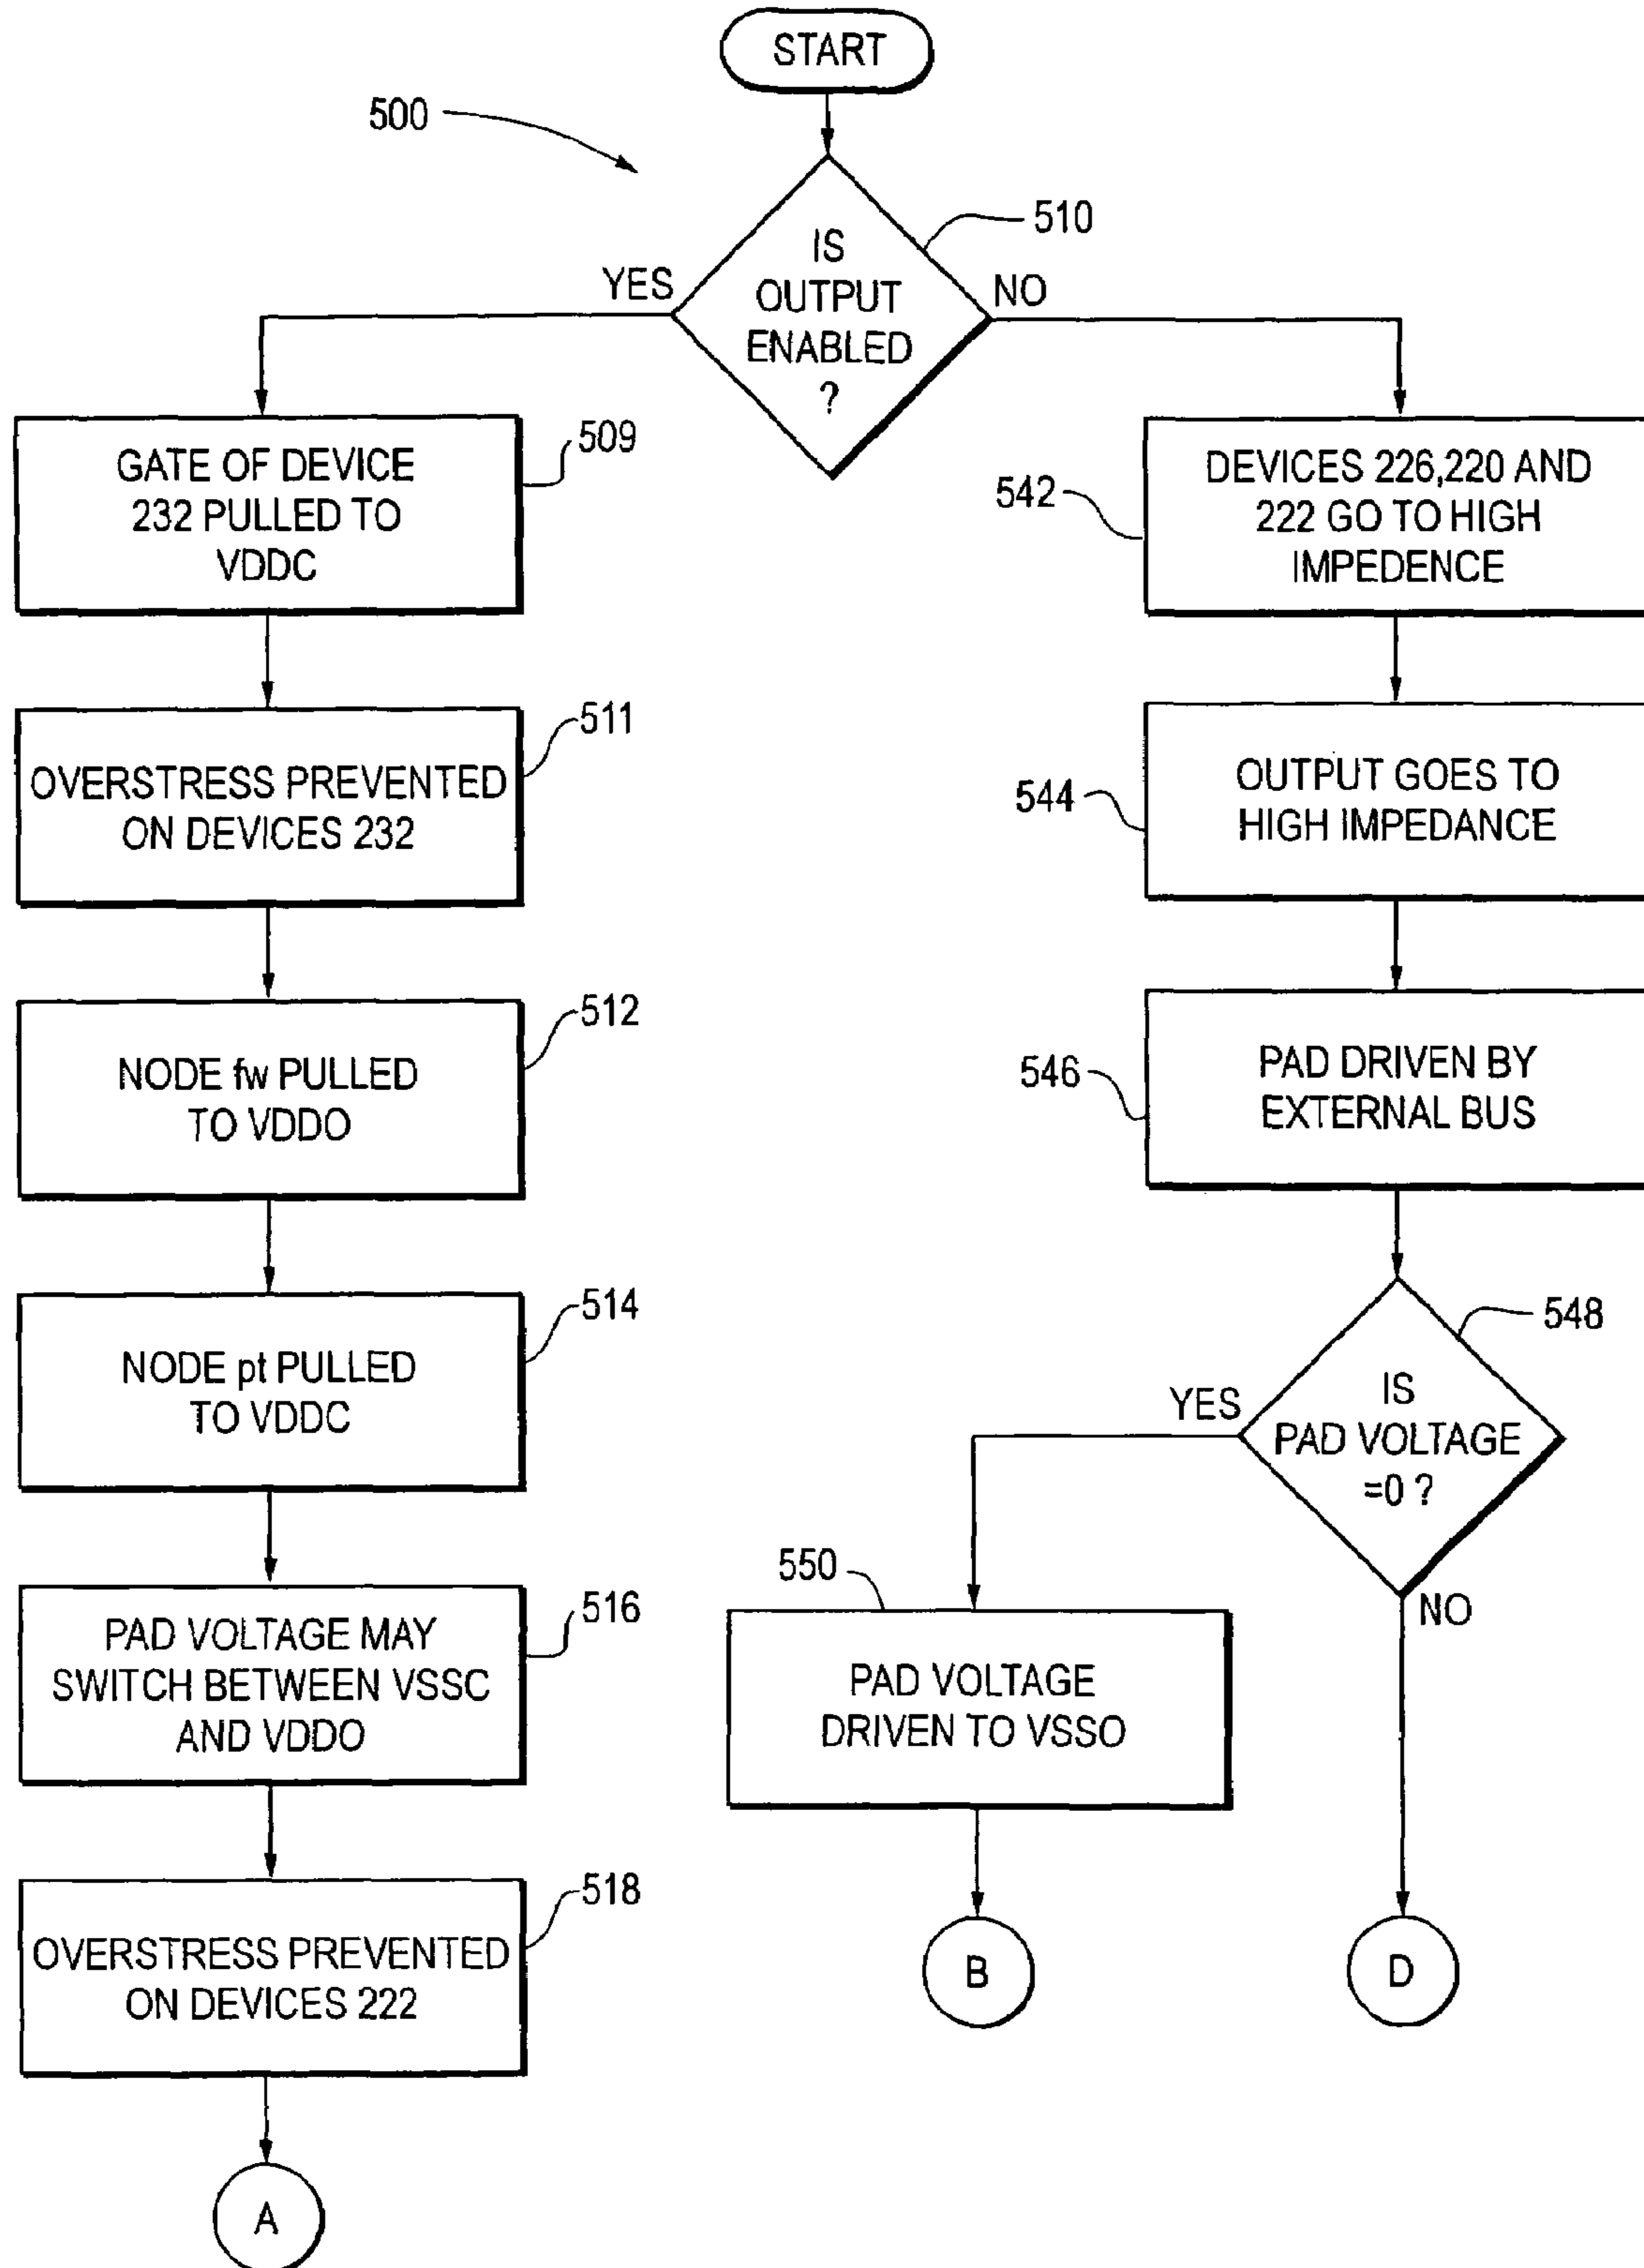 START
500
510
IS
OUTPUT
ENABLED
?
YES
NO
GATE OF DEVICE
232 PULLED TO
VDDC
509
OVERSTRESS PREVENTED
ON DEVICES 232
511
NODE fw PULLED
TO VDDO
512
NODE pt PULLED
TO VDDC
514
PAD VOLTAGE MAY
SWITCH BETWEEN VSSC
AND VDDO
516
OVERSTRESS PREVENTED
ON DEVICES 222
518
A
542
DEVICES 226,220 AND
222 GO TO HIGH
IMPEDENCE
544
OUTPUT GOES TO
HIGH IMPEDANCE
546
PAD DRIVEN BY
EXTERNAL BUS
548
IS
PAD VOLTAGE
=0 ?
YES
NO
550
PAD VOLTAGE
DRIVEN TO VSSO
B
D